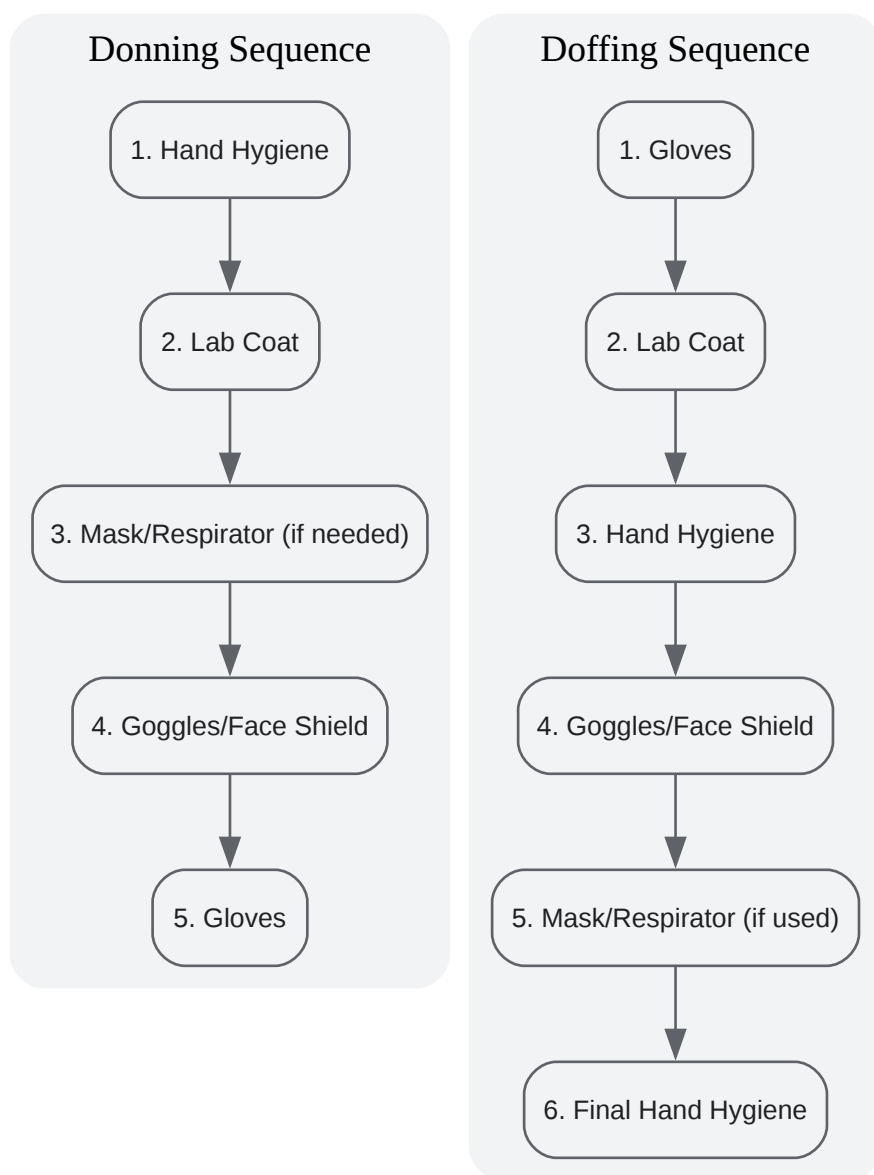 Donning Sequence
1. Hand Hygiene
2. Lab Coat
3. Mask/Respirator (if needed)
4. Goggles/Face Shield
5. Gloves
Doffing Sequence
1. Gloves
2. Lab Coat
3. Hand Hygiene
4. Goggles/Face Shield
5. Mask/Respirator (if used)
6. Final Hand Hygiene